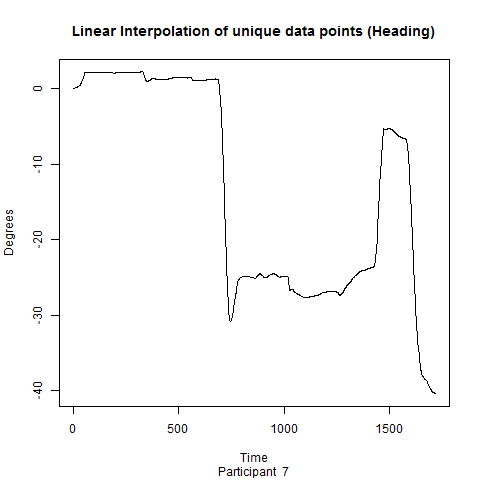 Linear Interpolation of unique data points (Heading)
Degrees
0
-10
-20
-30
-40
0 500 1000 1500
Time
Participant 7